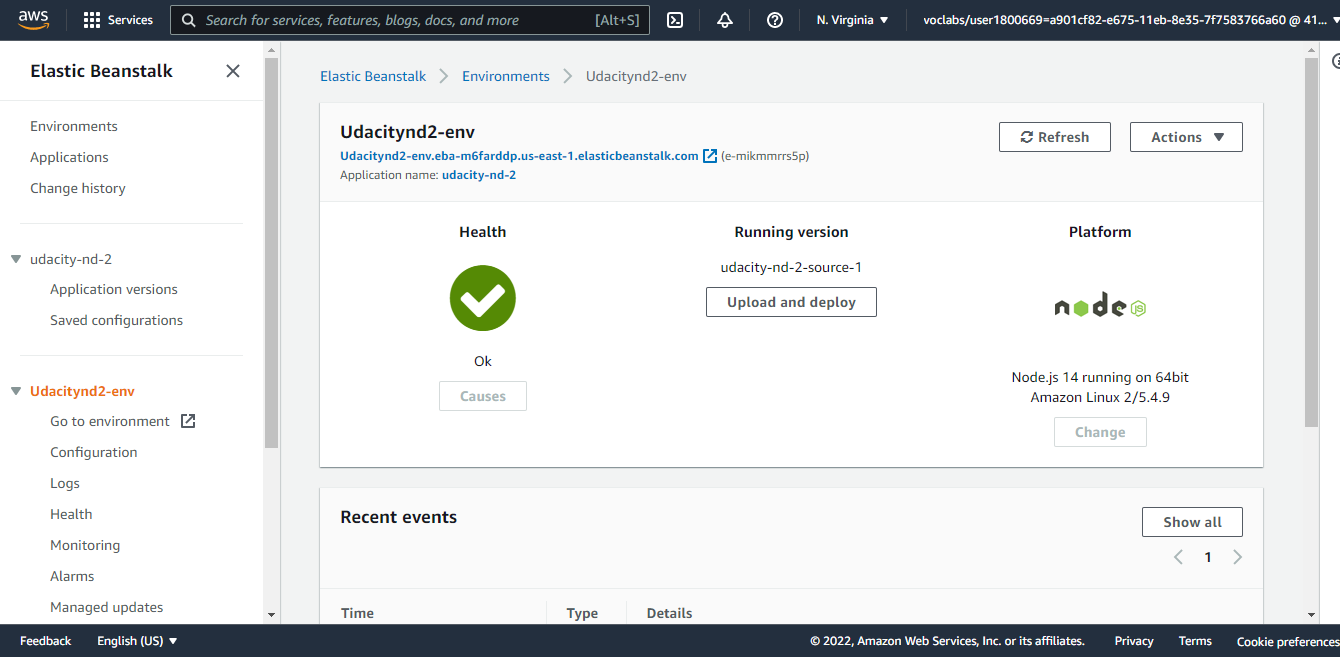 aws
Services
Search for services, features, blogs, docs, and more
[Alt+S]
N. Virginia
voclabs/user1800669=a901cf82-e675-11eb-8e35-7f7583766a60 @ 41...
Elastic Beanstalk
Environments
Applications
Change history
udacity-nd-2
Application versions
Saved configurations
Udacitynd2-env
Go to environment
Configuration
Logs
Health
Monitoring
Alarms
Managed updates
Elastic Beanstalk
Environments
Udacitynd2-env
Udacitynd2-env
Udacitynd2-env.eba-m6farddp.us-east-1.elasticbeanstalk.com (e-mikmmrrs5p)
Application name: udacity-nd-2
Refresh
Actions
Health
Ok
Causes
Running version
udacity-nd-2-source-1
Upload and deploy
Platform
node JS
Node.js 14 running on 64bit
Amazon Linux 2/5.4.9
Change
Recent events
Show all
1
Time
Type
Details
Feedback
English (US)
© 2022, Amazon Web Services, Inc. or its affiliates.
Privacy
Terms
Cookie preferences